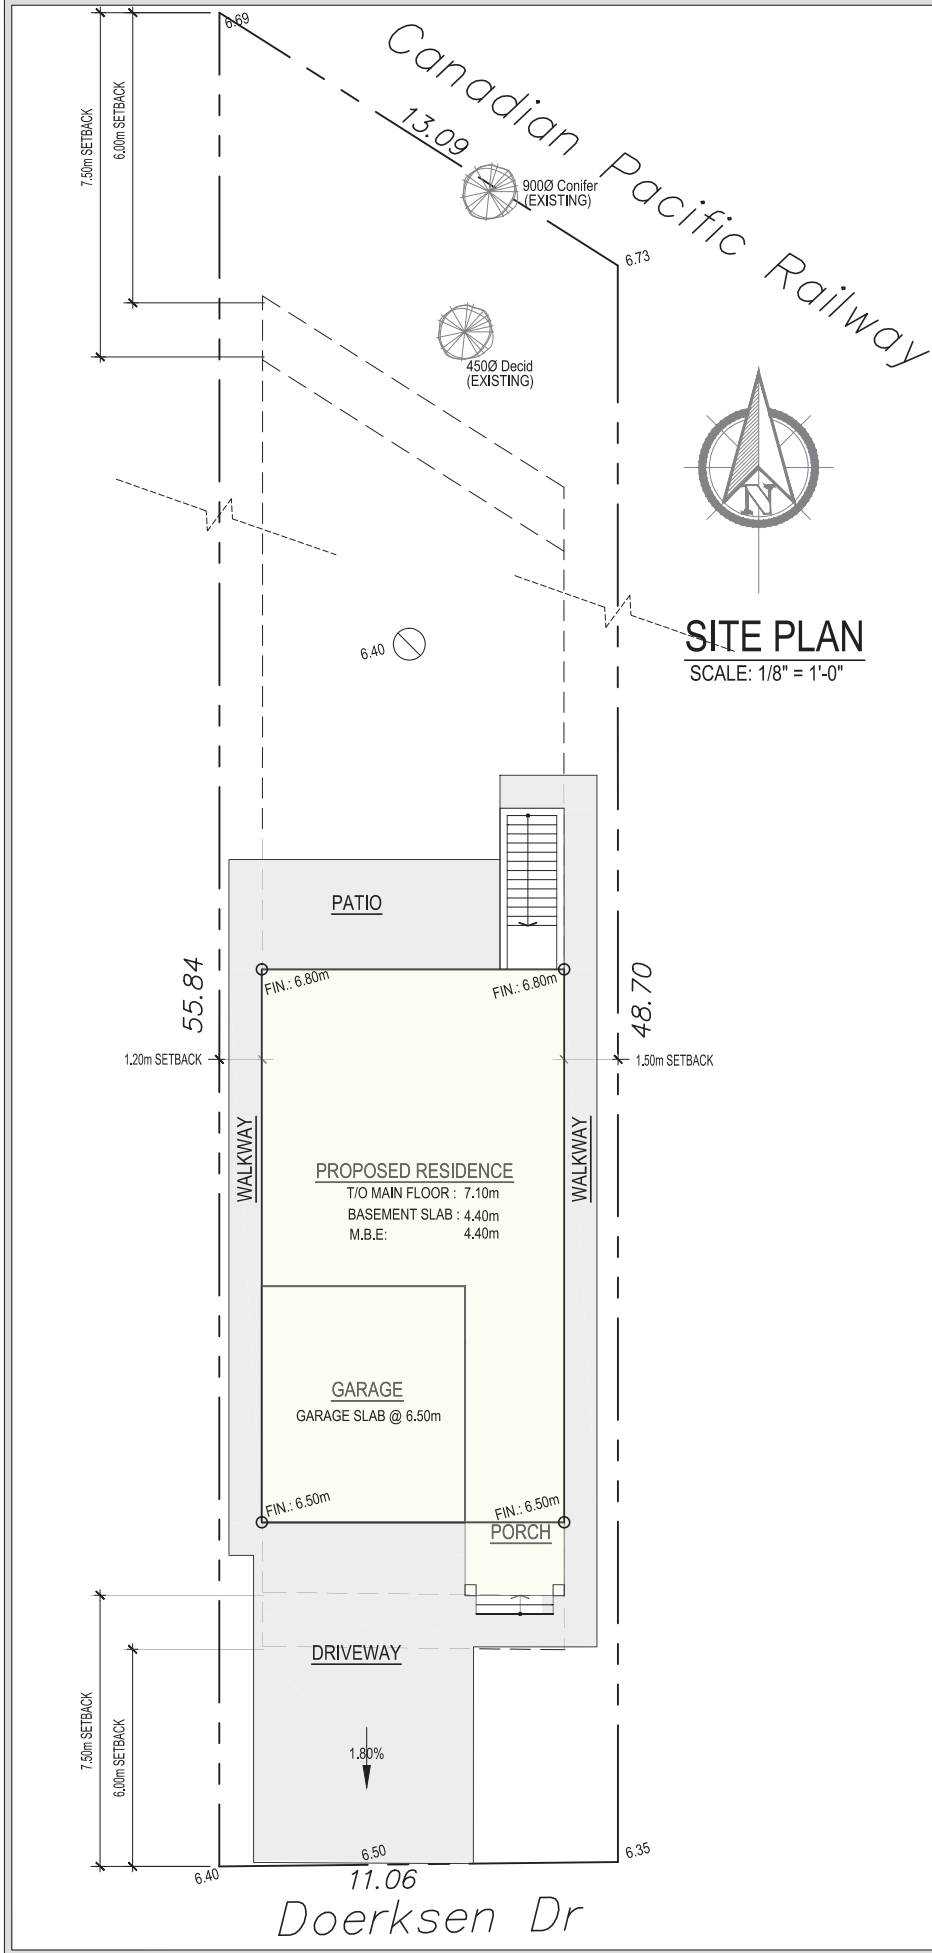 6.69
Canadian Pacific Railway
13.09
7.50m SETBACK
6.00m SETBACK
900Ø Conifer
(EXISTING)
6.73
450Ø Decid
(EXISTING)
N
SITE PLAN
SCALE: 1/8" = 1'-0"
6.40
PATIO
55.84
48.70
FIN.: 6.80m
FIN.: 6.80m
1.20m SETBACK
1.50m SETBACK
WALKWAY
WALKWAY
PROPOSED RESIDENCE
T/O MAIN FLOOR : 7.10m
BASEMENT SLAB : 4.40m
M.B.E: 4.40m
GARAGE
GARAGE SLAB @ 6.50m
FIN.: 6.50m
FIN.: 6.50m
PORCH
DRIVEWAY
7.50m SETBACK
6.00m SETBACK
1.80%
6.50
6.35
6.40
11.06
Doerksen Dr